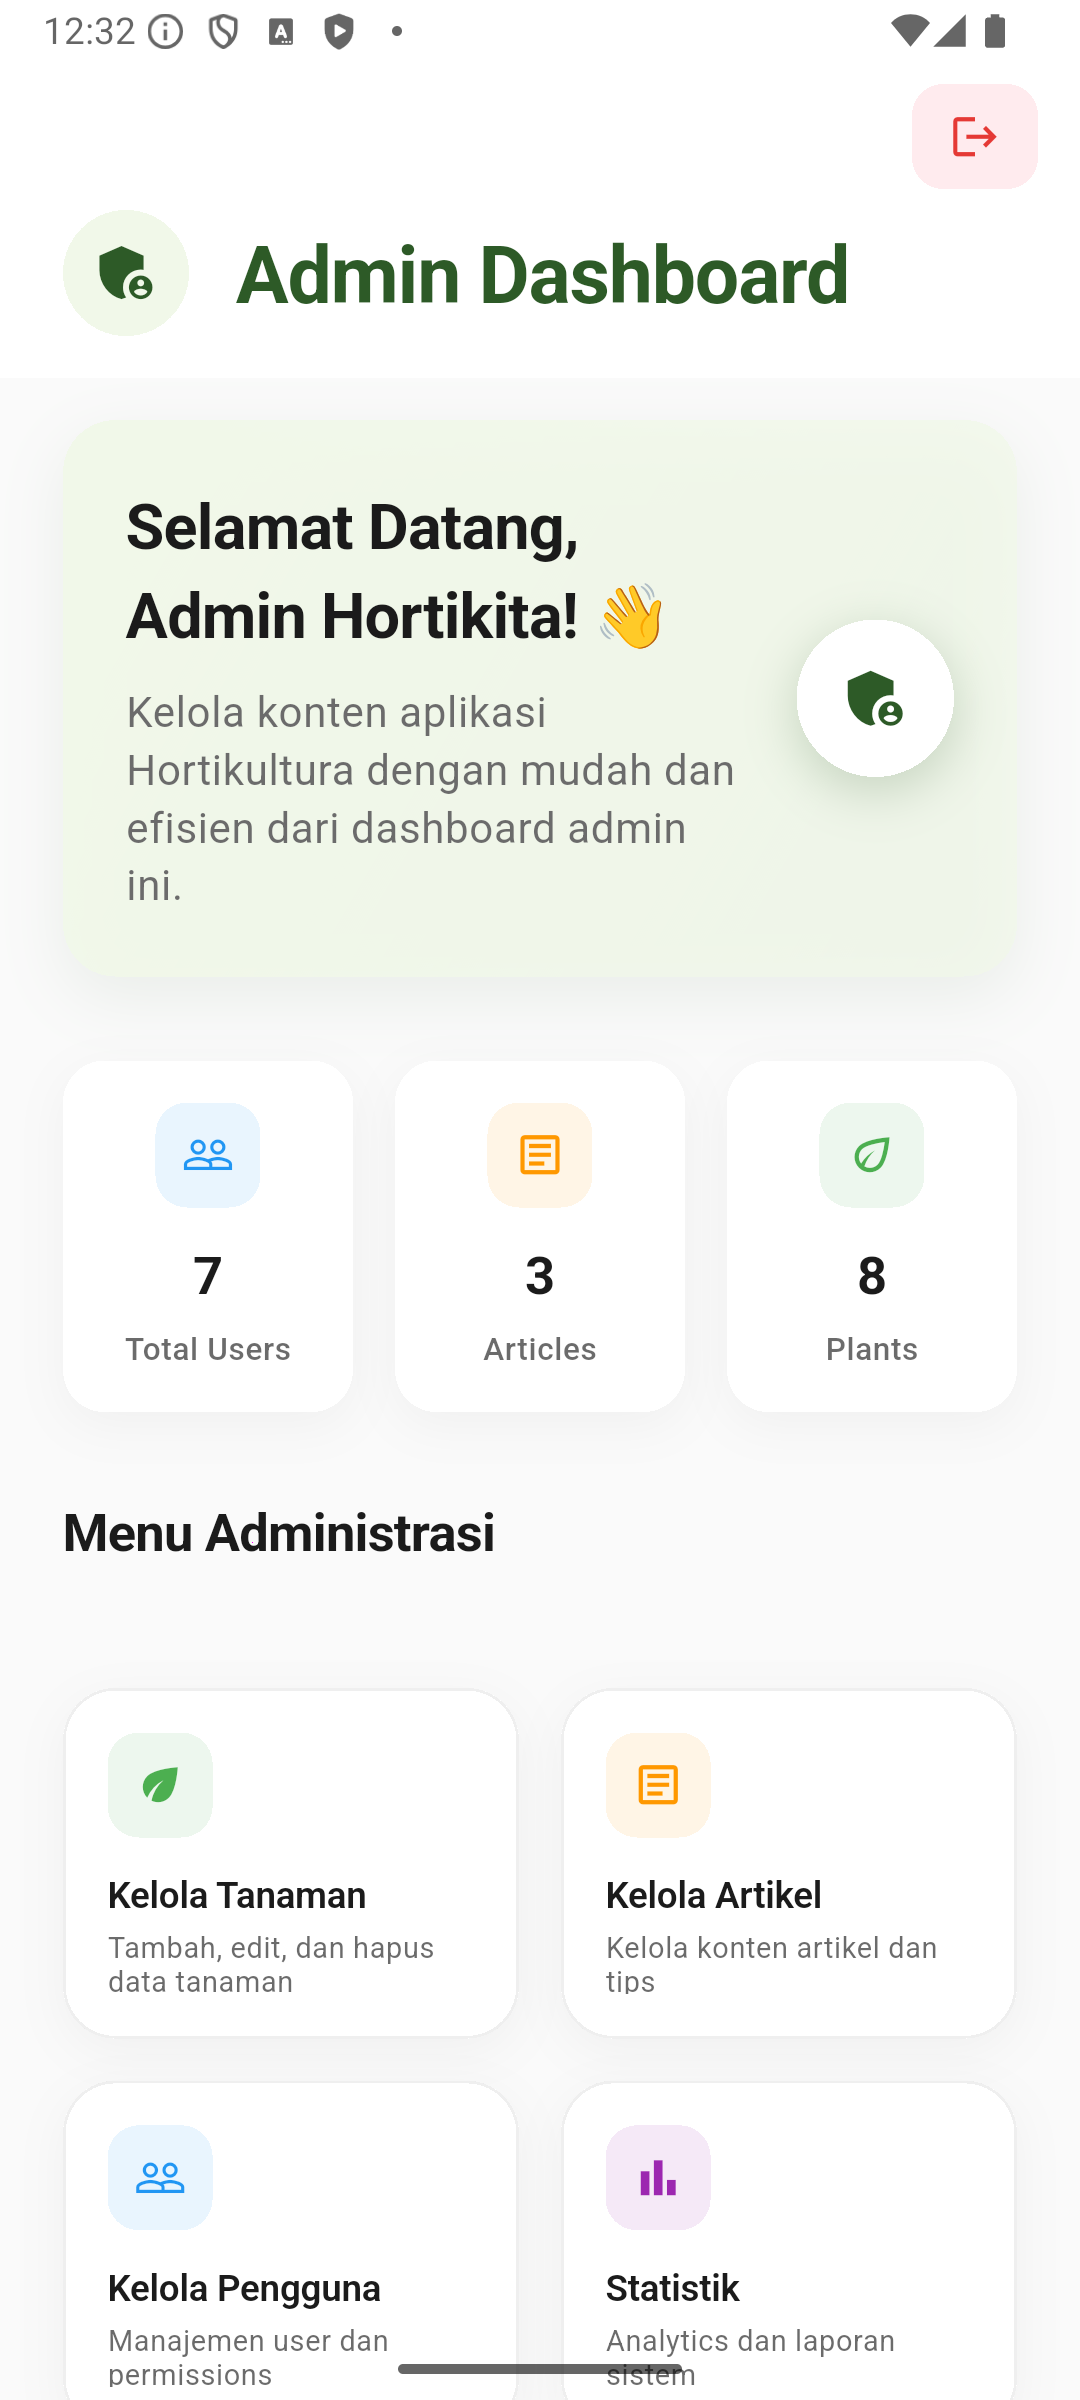 12:32
Admin Dashboard
Selamat Datang,
Admin Hortikita! 👋
Kelola konten aplikasi
Hortikultura dengan mudah dan
efisien dari dashboard admin
ini.
7
Total Users
3
Articles
8
Plants
Menu Administrasi
Kelola Tanaman
Tambah, edit, dan hapus
data tanaman
Kelola Artikel
Kelola konten artikel dan
tips
Kelola Pengguna
Manajemen user dan
permissions
Statistik
Analytics dan laporan
sistem